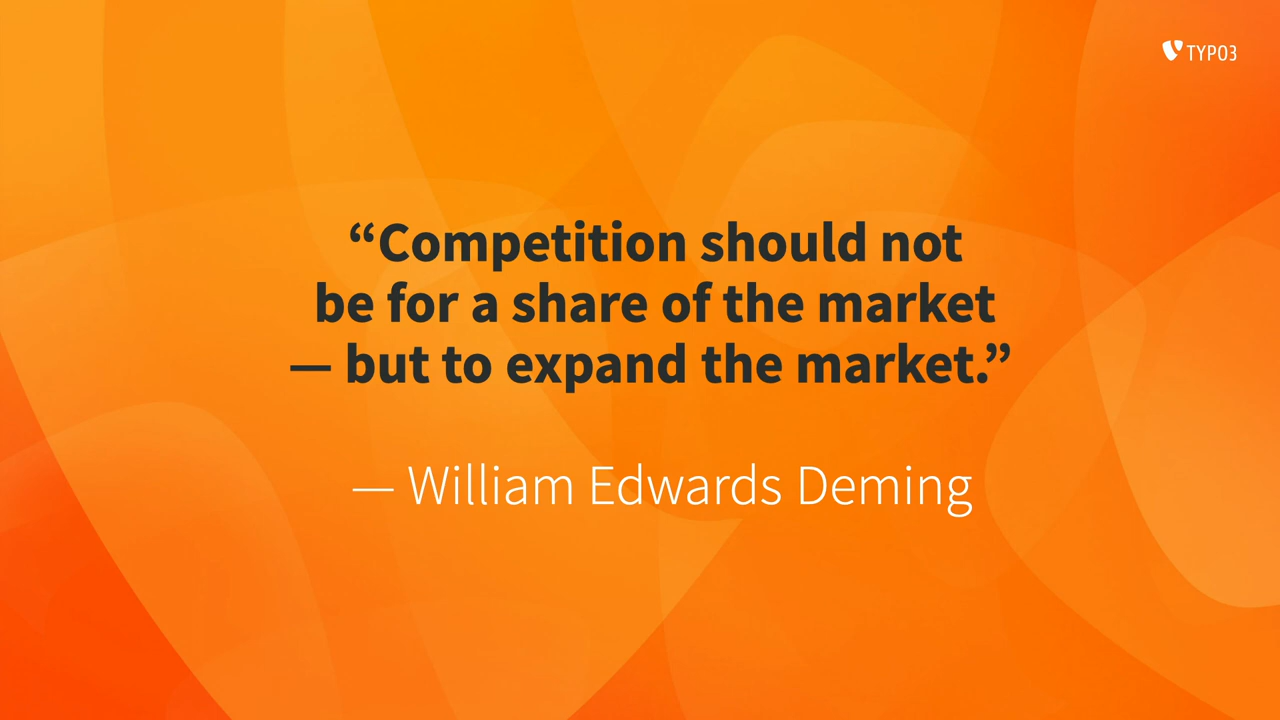 TYPO3
“Competition should not
be for a share of the market
— but to expand the market.”
— William Edwards Deming